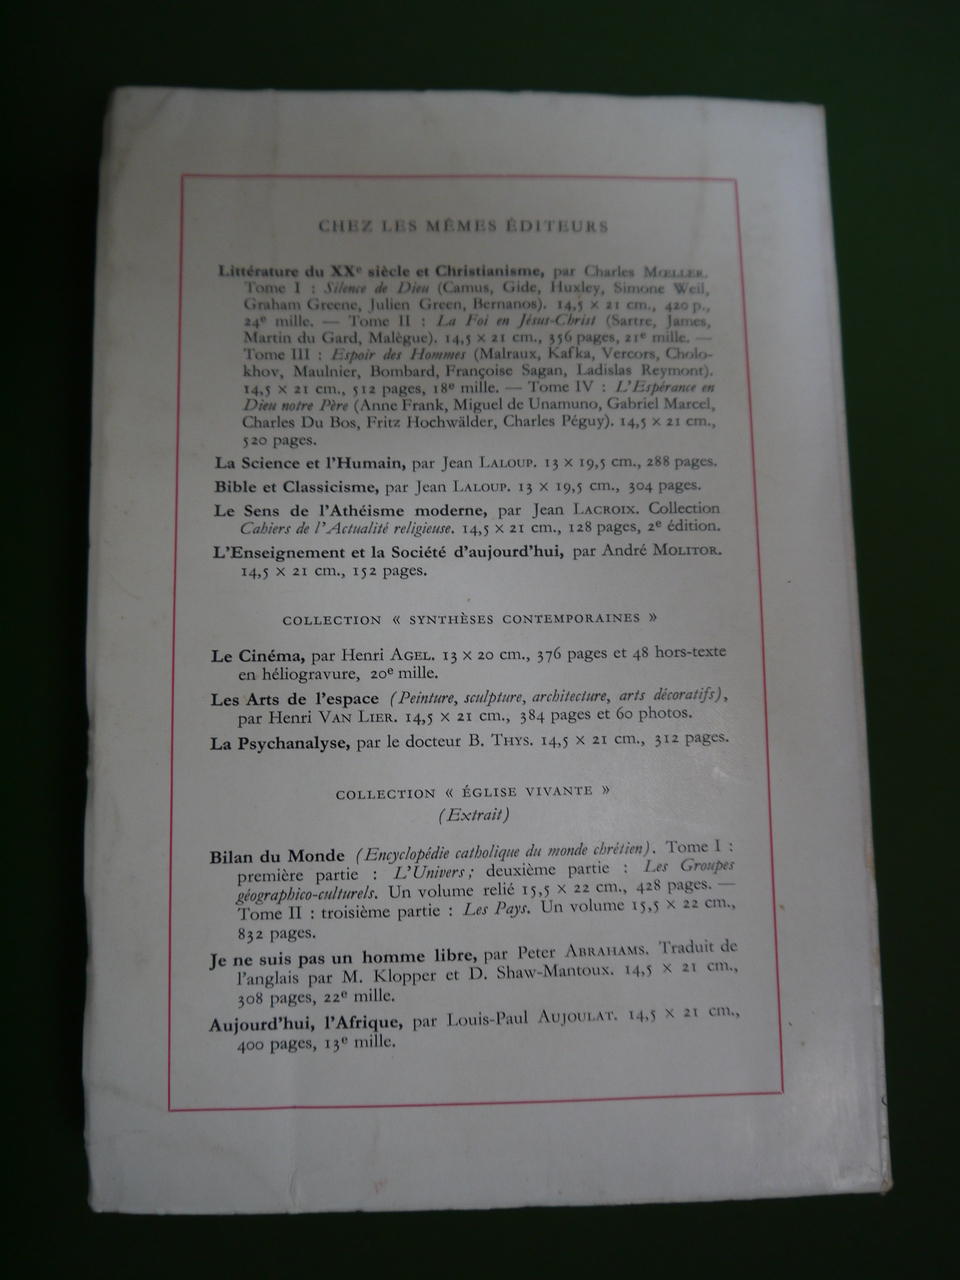 CHEZ LES MÊMES ÉDITEURS
Littérature du XXe siècle et Christianisme, par Charles MŒLLER.
Tome I : Silence de Dieu (Camus, Gide, Huxley, Simone Weil,
Graham Greene, Julien Green, Bernanos). 14,5 × 21 cm., 420 p.,
24e mille. — Tome II : La Foi en Jésus-Christ (Sartre, James,
Martin du Gard, Malègue). 14,5 × 21 cm., 356 pages, 21e mille. —
Tome III : Espoir des Hommes (Malraux, Kafka, Vercors, Cholo-
khov, Maulnier, Bombard, Françoise Sagan, Ladislas Reymont).
14,5 × 21 cm., 512 pages, 18e mille. — Tome IV : L'Espérance en
Dieu notre Père (Anne Frank, Miguel de Unamuno, Gabriel Marcel,
Charles Du Bos, Fritz Hochwälder, Charles Péguy). 14,5 × 21 cm.,
520 pages.
La Science et l'Humain, par Jean LALOUP. 13 × 19,5 cm., 288 pages.
Bible et Classicisme, par Jean LALOUP. 13 × 19,5 cm., 304 pages.
Le Sens de l'Athéisme moderne, par Jean LACROIX. Collection
Cahiers de l'Actualité religieuse. 14,5 × 21 cm., 128 pages, 2e édition.
L'Enseignement et la Société d'aujourd'hui, par André MOLITOR.
14,5 × 21 cm., 152 pages.
COLLECTION « SYNTHÈSES CONTEMPORAINES »
Le Cinéma, par Henri AGEL. 13 × 20 cm., 376 pages et 48 hors-texte
en héliogravure, 20e mille.
Les Arts de l'espace (Peinture, sculpture, architecture, arts décoratifs),
par Henri VAN LIER. 14,5 × 21 cm., 384 pages et 60 photos.
La Psychanalyse, par le docteur B. THYS. 14,5 × 21 cm., 312 pages.
COLLECTION « ÉGLISE VIVANTE »
(Extrait)
Bilan du Monde (Encyclopédie catholique du monde chrétien). Tome I :
première partie : L'Univers ; deuxième partie : Les Groupes
géographico-culturels. Un volume relié 15,5 × 22 cm., 428 pages. —
Tome II : troisième partie : Les Pays. Un volume 15,5 × 22 cm.,
832 pages.
Je ne suis pas un homme libre, par Peter ABRAHAMS. Traduit de
l'anglais par M. Klopper et D. Shaw-Mantoux. 14,5 × 21 cm.,
308 pages, 22e mille.
Aujourd'hui, l'Afrique, par Louis-Paul AUJOULAT. 14,5 × 21 cm.,
400 pages, 13e mille.